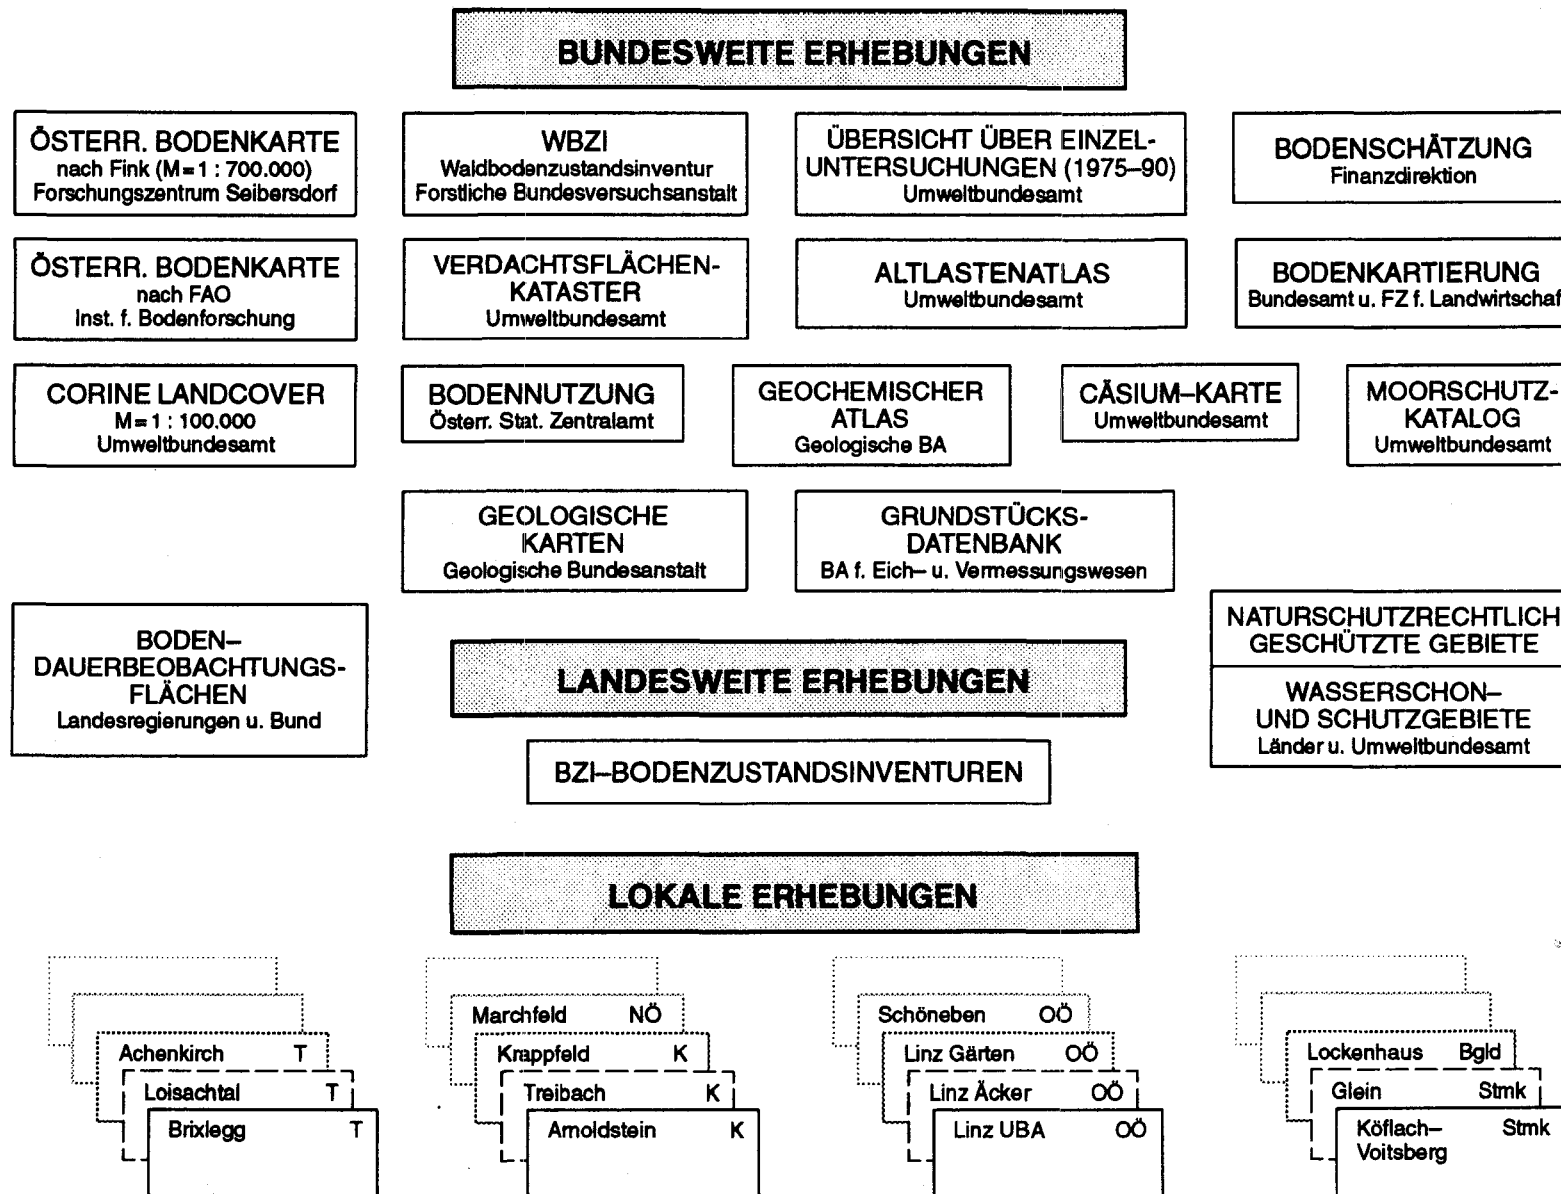 BUNDESWEITE ERHEBUNGEN
ÖSTERR. BODENKARTE
nach Fink (M=1 : 700.000)
Forschungszentrum Seibersdorf
WBZI
Waldbodenzustandsinventur
Forstliche Bundesversuchsanstalt
ÜBERSICHT ÜBER EINZEL-
UNTERSUCHUNGEN (1975–90)
Umweltbundesamt
BODENSCHÄTZUNG
Finanzdirektion
ÖSTERR. BODENKARTE
nach FAO
Inst. f. Bodenforschung
VERDACHTSFLÄCHEN-
KATASTER
Umweltbundesamt
ALTLASTENATLAS
Umweltbundesamt
BODENKARTIERUNG
Bundesamt u. FZ f. Landwirtschaf
CORINE LANDCOVER
M=1 : 100.000
Umweltbundesamt
BODENNUTZUNG
Österr. Stat. Zentralamt
GEOCHEMISCHER
ATLAS
Geologische BA
CÄSIUM–KARTE
Umweltbundesamt
MOORSCHUTZ-
KATALOG
Umweltbundesamt
GEOLOGISCHE
KARTEN
Geologische Bundesanstalt
GRUNDSTÜCKS-
DATENBANK
BA f. Eich– u. Vermessungswesen
BODEN–
DAUERBEOBACHTUNGS-
FLÄCHEN
Landesregierungen u. Bund
LANDESWEITE ERHEBUNGEN
NATURSCHUTZRECHTLICH
GESCHÜTZTE GEBIETE
WASSERSCHON–
UND SCHUTZGEBIETE
Länder u. Umweltbundesamt
BZI–BODENZUSTANDSINVENTUREN
LOKALE ERHEBUNGEN
Achenkirch T
Loisachtal T
Brixlegg T
Marchfeld NÖ
Krappfeld K
Treibach K
Arnoldstein K
Schöneben OÖ
Linz Gärten OÖ
Linz Äcker OÖ
Linz UBA OÖ
Lockenhaus Bgld
Glein Stmk
Köflach– Stmk
Voitsberg